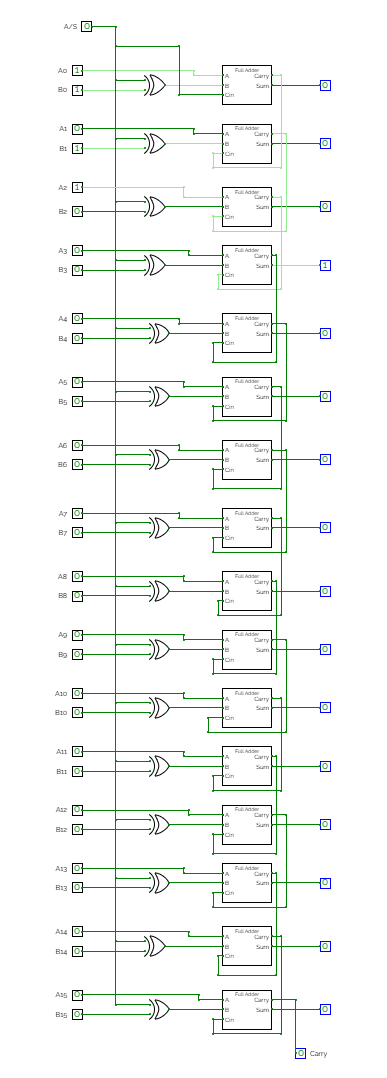 A/S 0
A0 1
B0 1
Full Adder
A Carry
B Sum 0
Cin
A1 0
B1 1
Full Adder
A Carry
B Sum 0
Cin
A2 1
B2 0
Full Adder
A Carry
B Sum 0
Cin
A3 0
B3 0
Full Adder
A Carry
B Sum 1
Cin
A4 0
B4 0
Full Adder
A Carry
B Sum 0
Cin
A5 0
B5 0
Full Adder
A Carry
B Sum 0
Cin
A6 0
B6 0
Full Adder
A Carry
B Sum 0
Cin
A7 0
B7 0
Full Adder
A Carry
B Sum 0
Cin
A8 0
B8 0
Full Adder
A Carry
B Sum 0
Cin
A9 0
B9 0
Full Adder
A Carry
B Sum 0
Cin
A10 0
B10 0
Full Adder
A Carry
B Sum 0
Cin
A11 0
B11 0
Full Adder
A Carry
B Sum 0
Cin
A12 0
B12 0
Full Adder
A Carry
B Sum 0
Cin
A13 0
B13 0
Full Adder
A Carry
B Sum 0
Cin
A14 0
B14 0
Full Adder
A Carry
B Sum 0
Cin
A15 0
B15 0
Full Adder
A Carry
B Sum 0
Cin
0 Carry